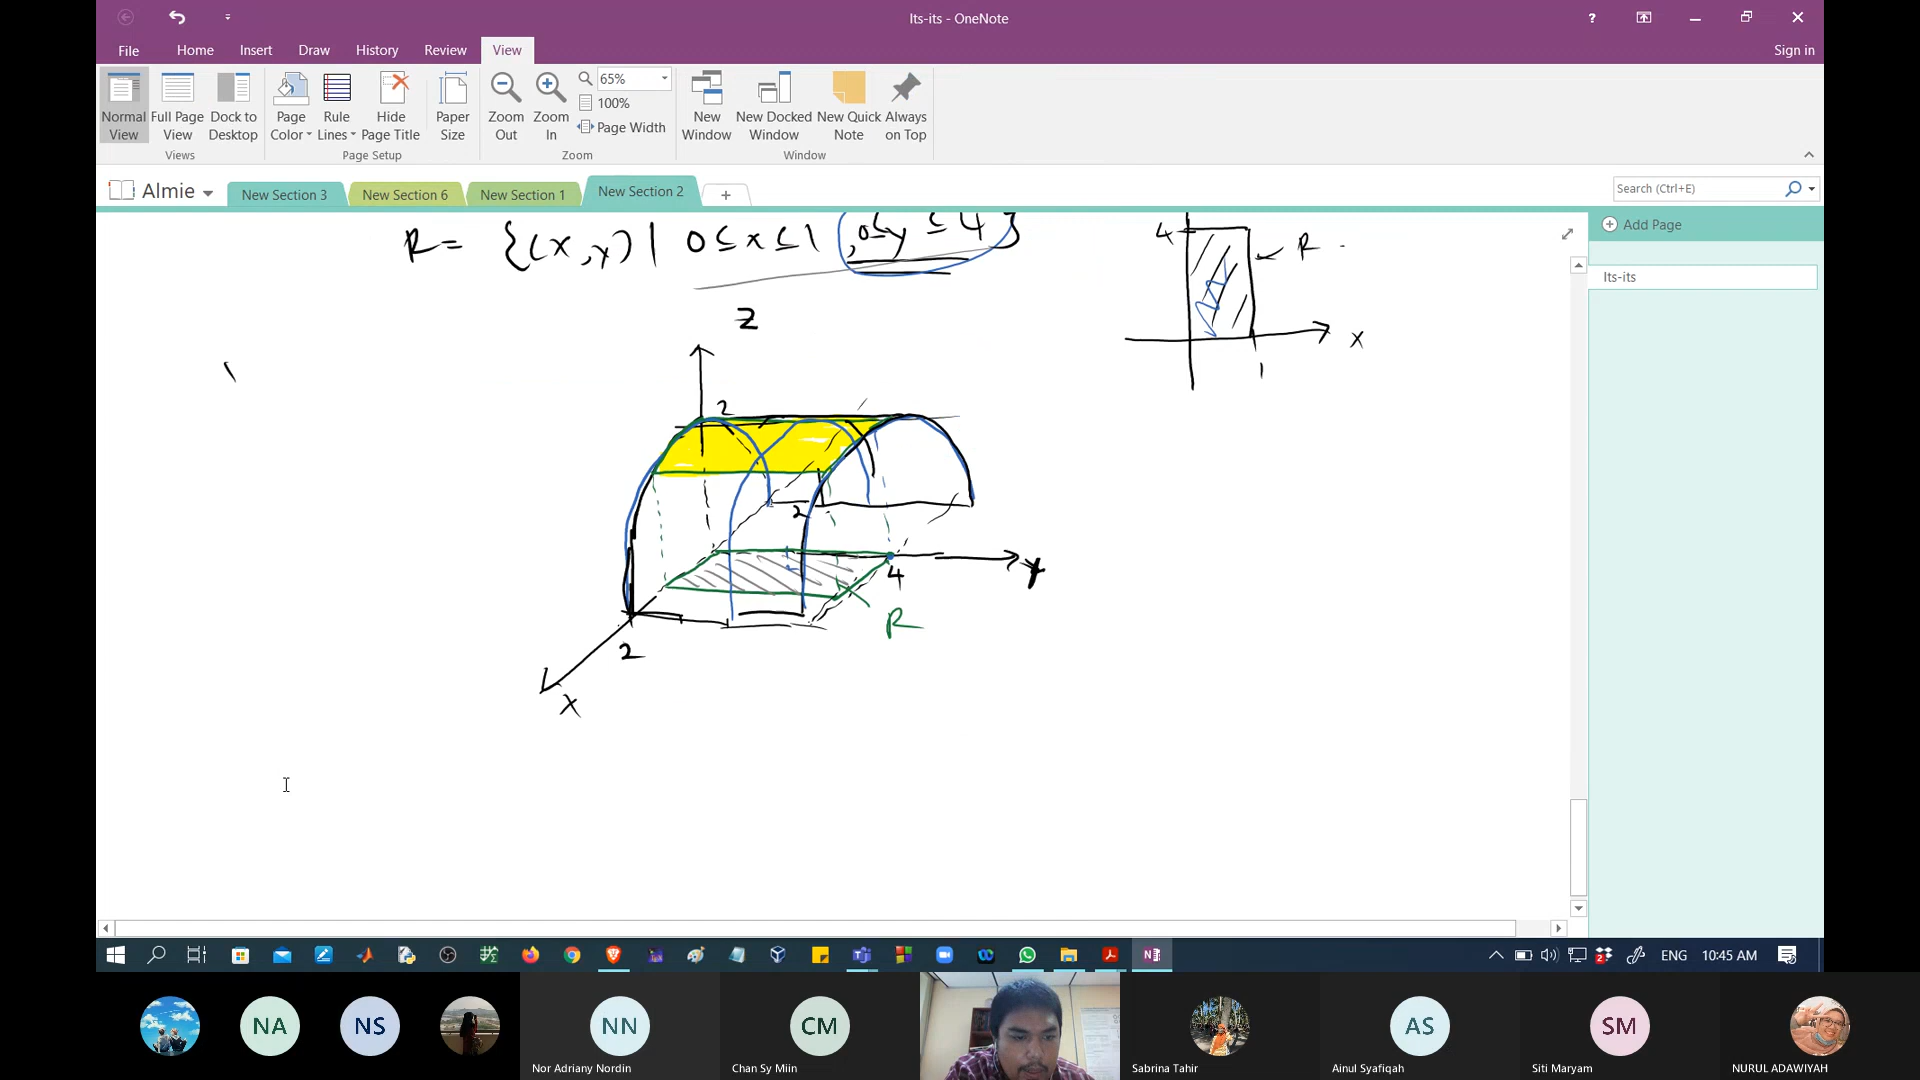 Its-its - OneNote
?
File
Home
Insert
Draw
History
Review
View
Sign in
Normal View
Full Page View
Dock to Desktop
Page Color
Rule Lines
Hide Page Title
Paper Size
Zoom Out
Zoom In
65%
100%
Page Width
New Window
New Docked Window
New Quick Note
Always on Top
Views
Page Setup
Zoom
Window
Almie
New Section 3
New Section 6
New Section 1
New Section 2
+
Search (Ctrl+E)
Add Page
Its-its
R = {(x,y) | 0 ≤ x ≤ 1, 0 ≤ y ≤ 4}
4
R
x
1
z
2
2
4
y
R
2
x
ENG
10:45 AM
NA
NS
NN
CM
AS
SM
Nor Adriany Nordin
Chan Sy Miin
Sabrina Tahir
Ainul Syafiqah
Siti Maryam
NURUL ADAWIYAH